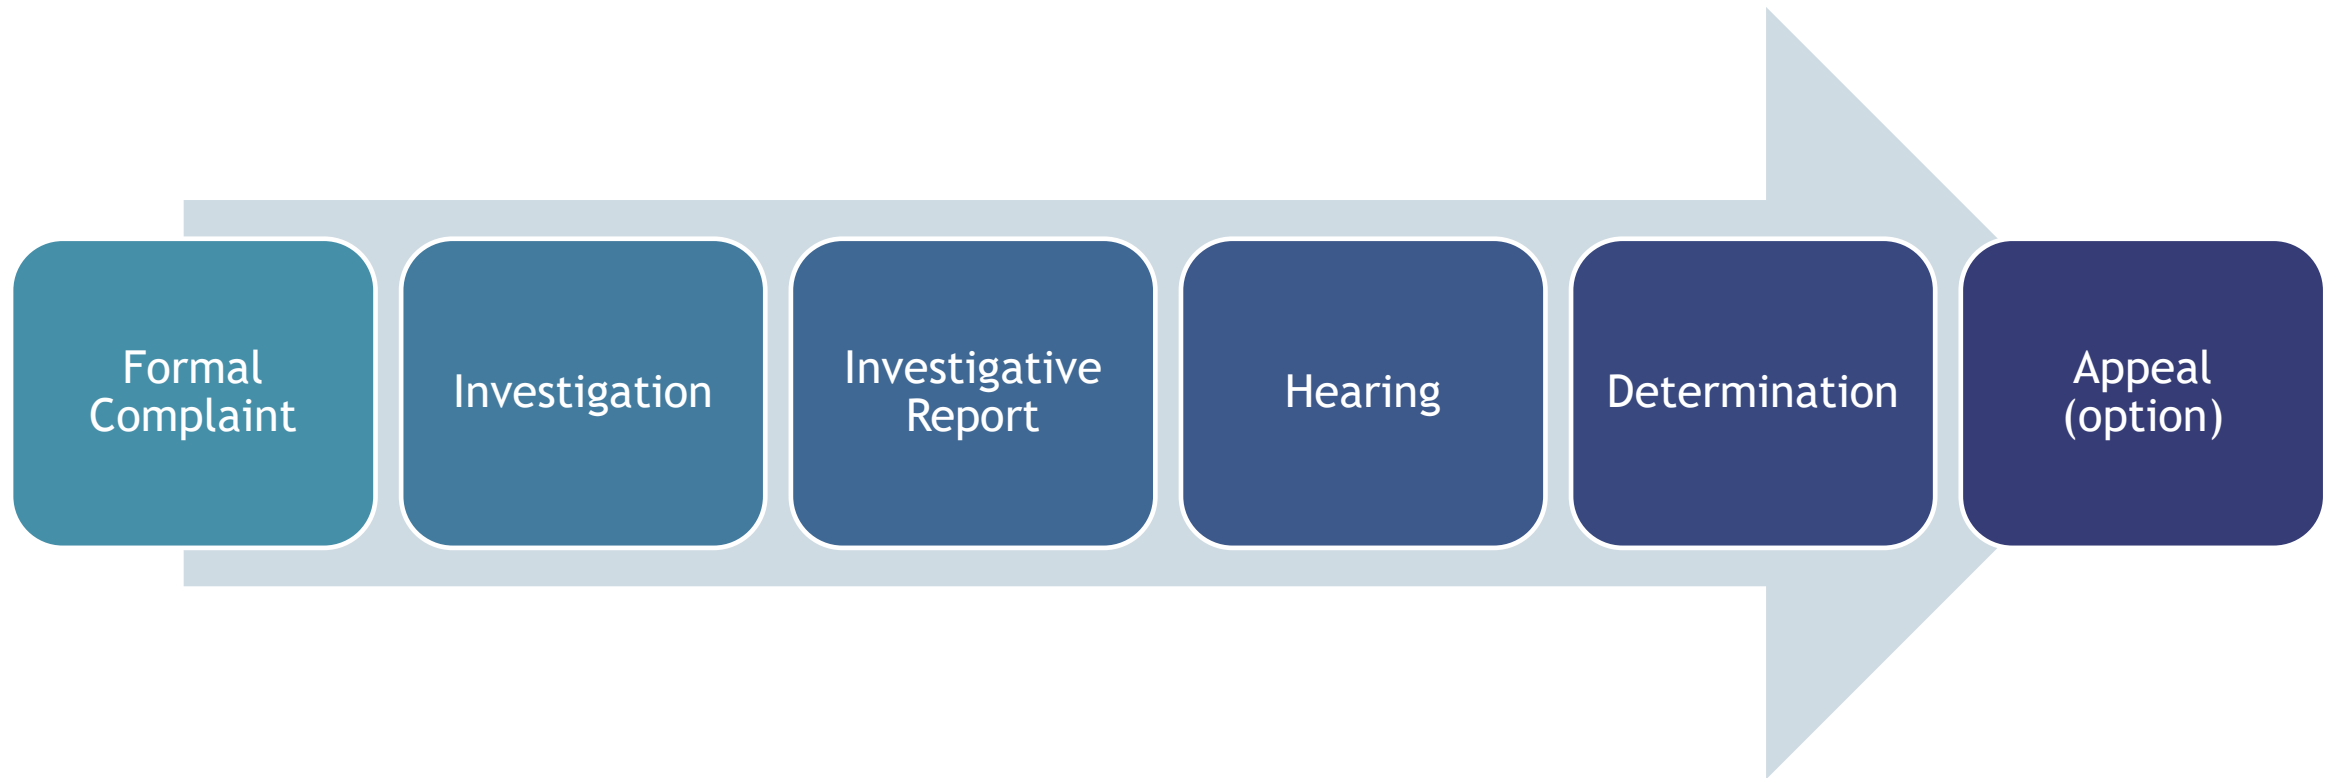 Formal
Complaint
Investigation
Investigative
Report
Hearing
Determination
Appeal
(option)